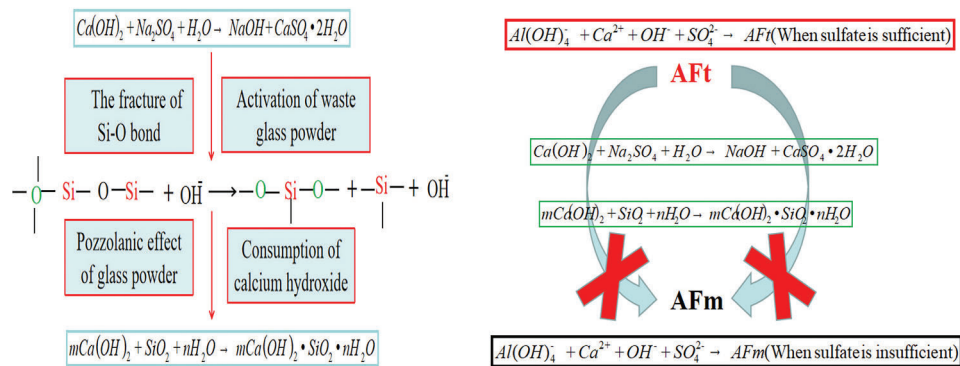 Ca(OH)₂ + Na₂SO₄ + H₂O → NaOH + CaSO₄•2H₂O
The fracture of
Si-O bond
Activation of waste
glass powder
O — Si — O — Si — + OH⁻ → — O — Si — O — + — Si — + OH⁻
Pozzolanic effect
of glass powder
Consumption of
calcium hydroxide
mCa(OH)₂ + SiO₂ + nH₂O → mCa(OH)₂•SiO₂•nH₂O
Al(OH)₄⁻ + Ca²⁺ + OH⁻ + SO₄²⁻ → AFt(When sulfate is sufficient)
AFt
Ca(OH)₂ + Na₂SO₄ + H₂O → NaOH + CaSO₄•2H₂O
mCa(OH)₂ + SiO₂ + nH₂O → mCa(OH)₂•SiO₂•nH₂O
AFm
Al(OH)₄⁻ + Ca²⁺ + OH⁻ + SO₄²⁻ → AFm(When sulfate is insufficient)